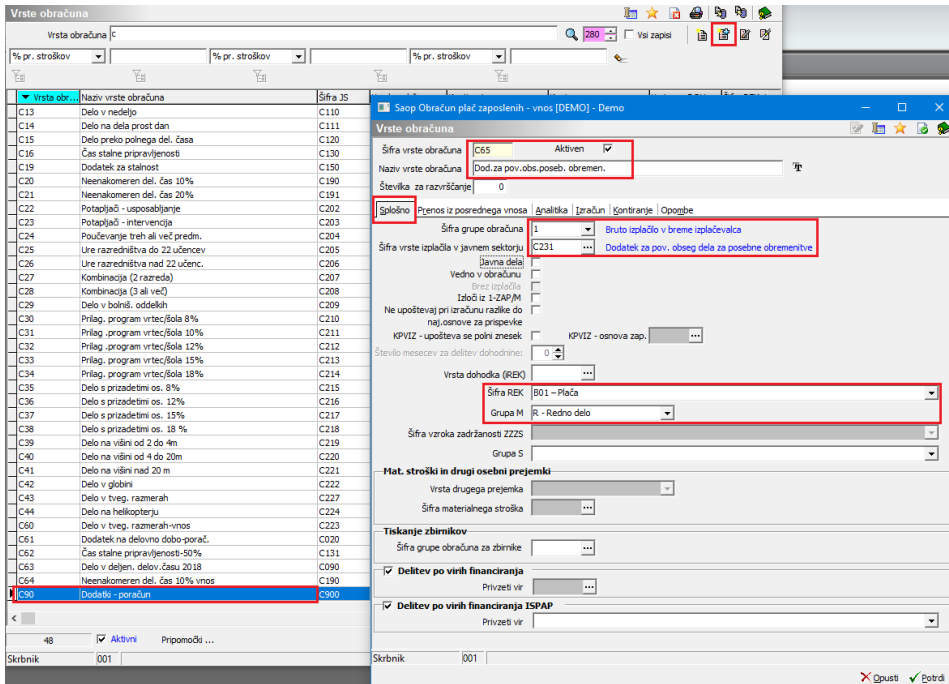 Vrste obračuna
Vrsta obračuna c
280
Vsi zapisi
% pr. stroškov
% pr. stroškov
% pr. stroškov
Vrsta obr... Naziv vrste obračuna Šifra JS
C13 Delo v nedeljo C110
C14 Delo na dela prost dan C111
C15 Delo preko polnega del. časa C120
C16 Čas stalne pripravljenosti C130
C19 Dodatek za stalnost C150
C20 Neenakomeren del. čas 10% C190
C21 Neenakomeren del. čas 20% C191
C22 Potapljači - usposabljanje C202
C23 Potapljači - intervencija C203
C24 Poučevanje treh ali več predm. C204
C25 Ure razredništva do 22 učencev C205
C26 Ure razredništva nad 22 učenc. C206
C27 Kombinacija (2 razreda) C207
C28 Kombinacija (3 ali več) C208
C29 Delo v bolniš. oddelkih C209
C30 Prilag. program vrtec/šola 8% C210
C31 Prilag .program vrtec/šola 10% C211
C32 Prilag .program vrtec/šola 12% C212
C33 Prilag. program vrtec/šola 15% C213
C34 Prilag. program vrtec/šola 18% C214
C35 Delo s prizadetimi os. 8% C215
C36 Delo s prizadetimi os. 12% C216
C37 Delo s prizadetimi os. 15% C217
C38 Delo s prizadetimi os. 18 % C218
C39 Delo na višini od 2 do 4m C219
C40 Delo na višini od 4 do 20m C220
C41 Delo na višini nad 20 m C221
C42 Delo v globini C222
C43 Delo v tveg. razmerah C227
C44 Delo na helikopterju C224
C60 Delo v tveg. razmerah-vnos C223
C61 Dodatek na delovno dobo-porač. C020
C62 Čas stalne pripravljenosti-50% C131
C63 Delo v deljen. delov.času 2018 C090
C64 Neenakomeren del. čas 10% vnos C190
C90 Dodatki - poračun C900
48 Aktivni Pripomočki ...
Skrbnik 001
Saop Obračun plač zaposlenih - vnos [DEMO] - Demo
Vrste obračuna
Šifra vrste obračuna C65 Aktiven
Naziv vrste obračuna Dod.za pov.obs.poseb. obremen.
Številka za razvrščanje 0
Splošno Prenos iz posrednega vnosa Analitika Izračun Kontiranje Opombe
Šifra grupe obračuna 1 Bruto izplačilo v breme izplačevalca
Šifra vrste izplačila v javnem sektorju C231 ... Dodatek za pov. obseg dela za posebne obremenitve
Javna dela
Vedno v obračunu
Brez izplačila
Izloči iz 1-ZAP/M
Ne upoštevaj pri izračunu razlike do
naj.osnove za prispevke
KPVIZ - upošteva se polni znesek KPVIZ - osnova zap. ...
Število mesecev za delitev dohodnine: 0
Vrsta dohodka (iREK) ...
Šifra REK B01 – Plača
Grupa M R - Redno delo
Šifra vzroka zadržanosti ZZZS
Grupa S
Mat. stroški in drugi osebni prejemki
Vrsta drugega prejemka
Šifra materialnega stroška ...
Tiskanje zbirnikov
Šifra grupe obračuna za zbirnike ...
Delitev po virih financiranja
Privzeti vir ...
Delitev po virih financiranja ISPAP
Privzeti vir
Skrbnik 001
Opusti Potrdi